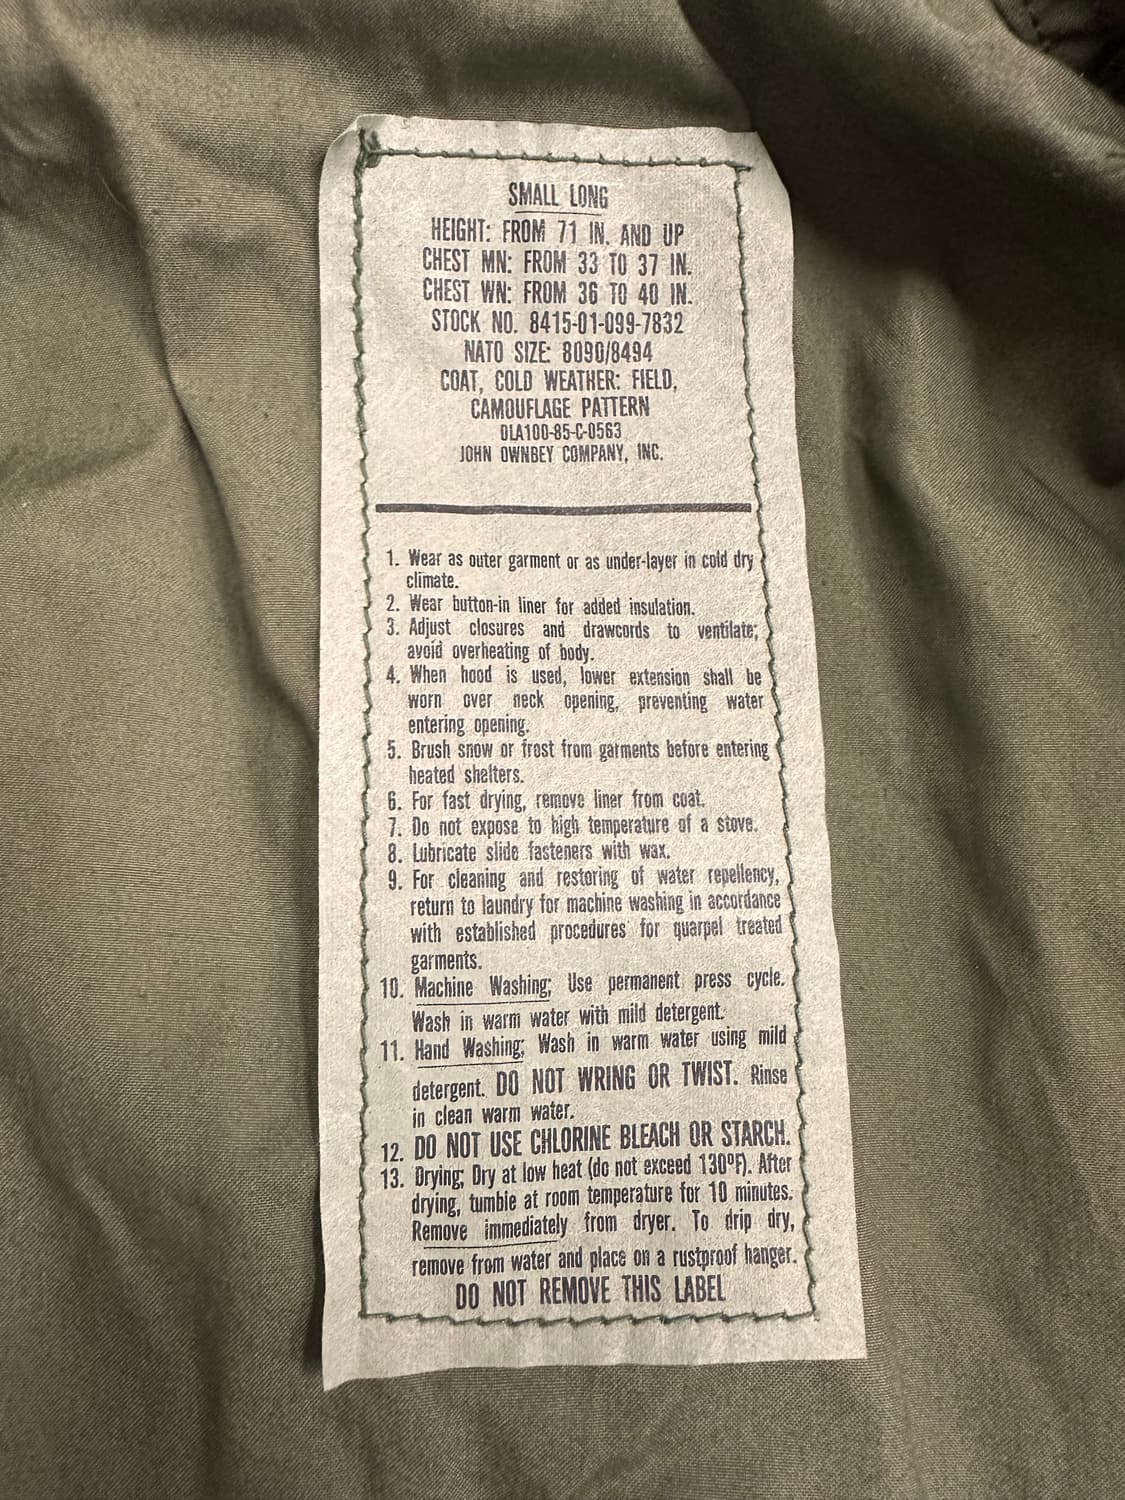 SMALL LONG
HEIGHT: FROM 71 IN. AND UP
CHEST MN: FROM 33 TO 37 IN.
CHEST WN: FROM 36 TO 40 IN.
STOCK NO. 8415-01-099-7832
NATO SIZE: 8090/8494
COAT, COLD WEATHER: FIELD,
CAMOUFLAGE PATTERN
DLA100-85-C-0563
JOHN OWNBEY COMPANY, INC.
1. Wear as outer garment or as under-layer in cold dry
climate.
2. Wear button-in liner for added insulation.
3. Adjust closures and drawcords to ventilate;
avoid overheating of body.
4. When hood is used, lower extension shall be
worn over neck opening, preventing water
entering opening.
5. Brush snow or frost from garments before entering
heated shelters.
6. For fast drying, remove liner from coat.
7. Do not expose to high temperature of a stove.
8. Lubricate slide fasteners with wax.
9. For cleaning and restoring of water repellency,
return to laundry for machine washing in accordance
with established procedures for quarpel treated
garments.
10. Machine Washing; Use permanent press cycle.
Wash in warm water with mild detergent.
11. Hand Washing; Wash in warm water using mild
detergent. DO NOT WRING OR TWIST. Rinse
in clean warm water.
12. DO NOT USE CHLORINE BLEACH OR STARCH.
13. Drying; Dry at low heat (do not exceed 130ºF). After
drying, tumble at room temperature for 10 minutes.
Remove immediately from dryer. To drip dry,
remove from water and place on a rustproof hanger.
DO NOT REMOVE THIS LABEL